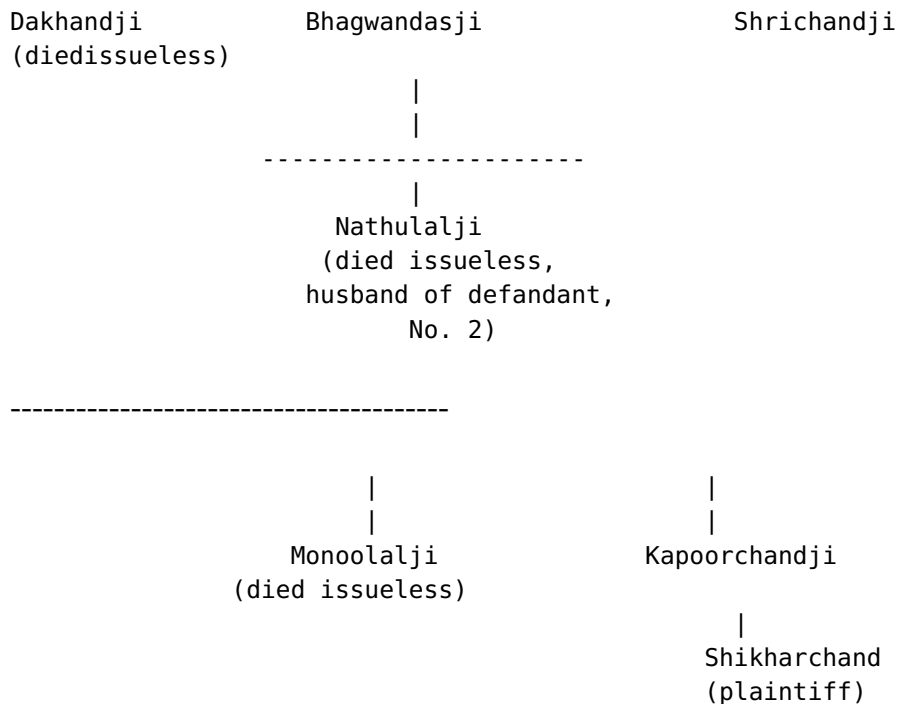 Dakhandji Bhagwandasji Shrichandji
(diedissueless)
|
|
----------------------
|
Nathulalji
(died issueless,
husband of defandant,
No. 2)
----------------------------------------
| |
| |
Monoolalji Kapoorchandji
(died issueless)
|
Shikharchand
(plaintiff)